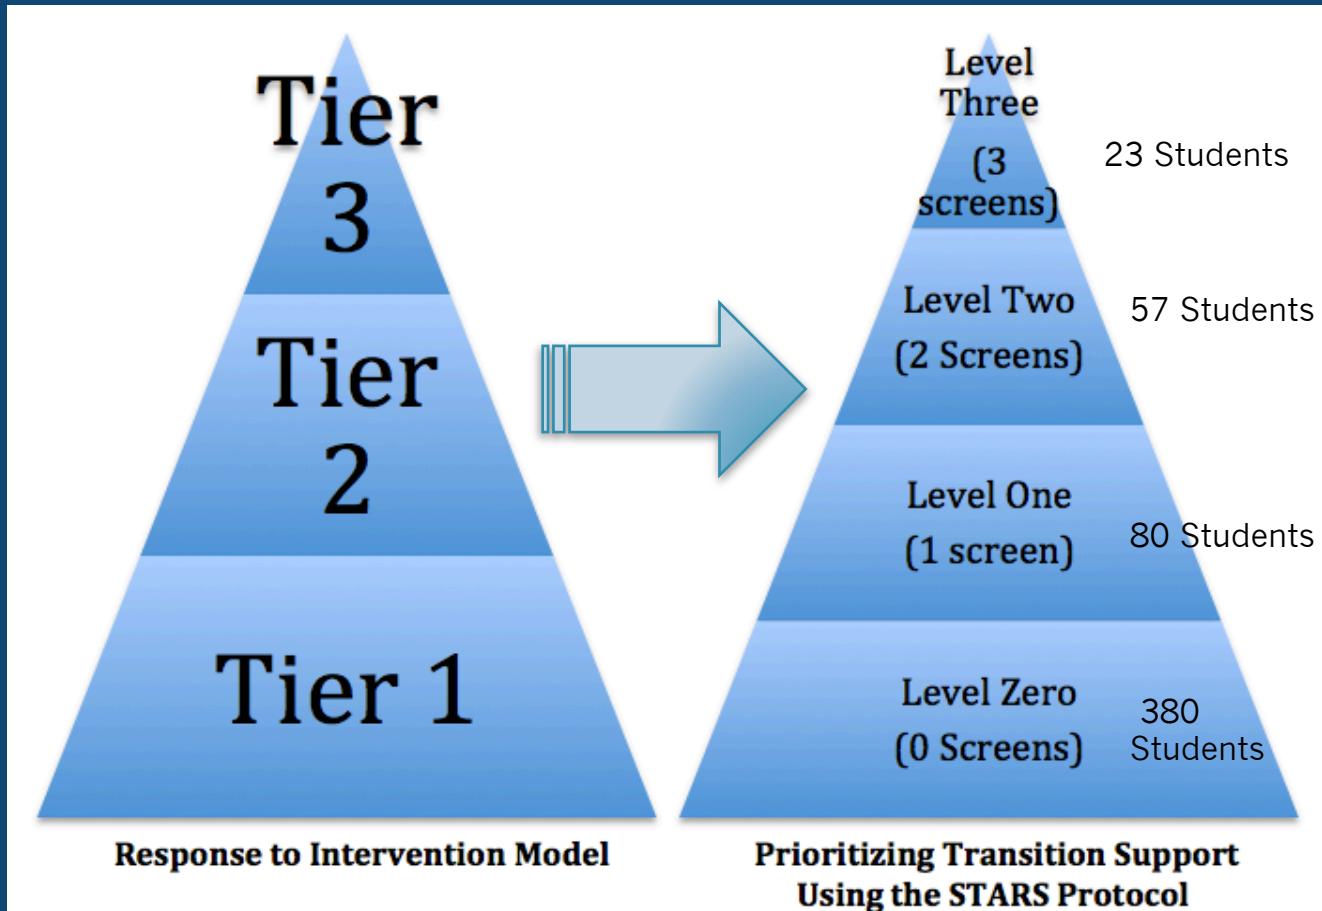 Tier
3
Tier
2
Tier 1
Response to Intervention Model
Level
Three
(3
screens)
23 Students
Level Two
(2 Screens)
57 Students
Level One
(1 screen)
80 Students
Level Zero
(0 Screens)
380
Students
Prioritizing Transition Support
Using the STARS Protocol